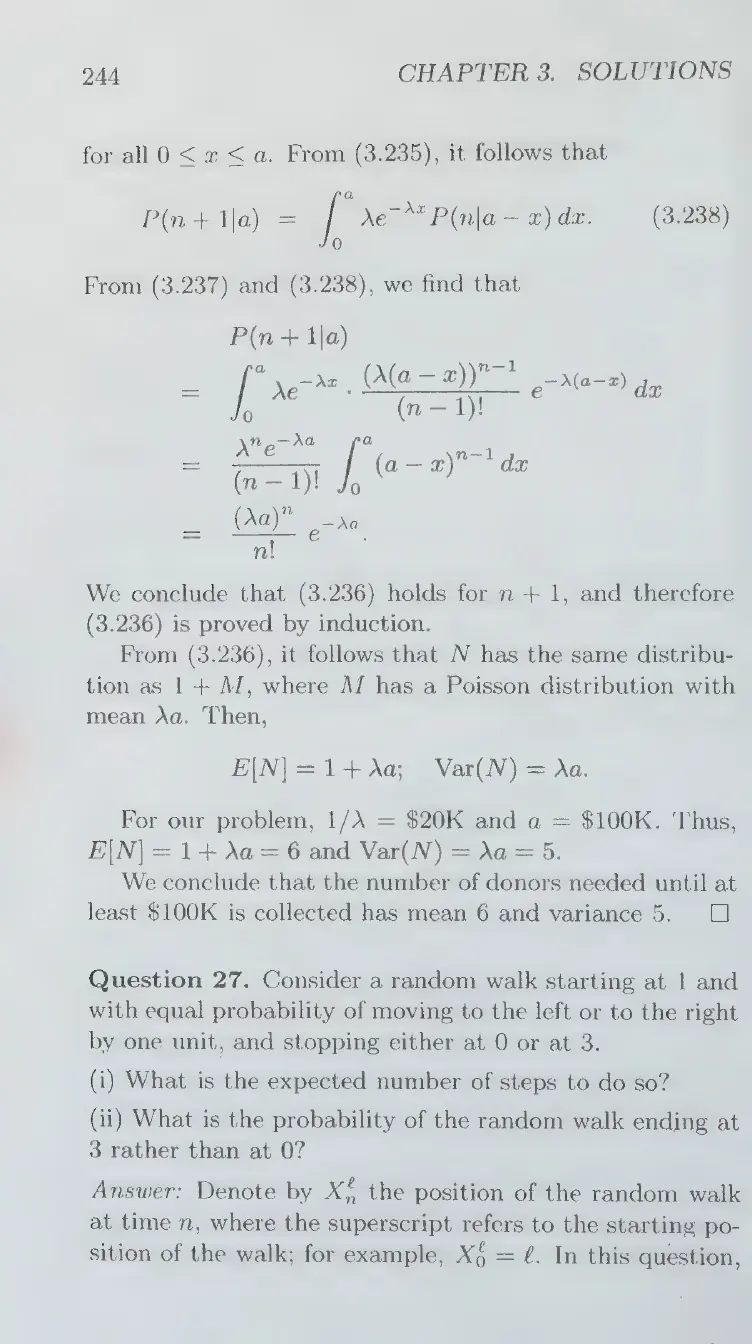 244 CHAPTER 3. SOLUTIONS
for all 0 ≤ x ≤ a. From (3.235), it follows that
P(n + 1|a) = ∫₀ᵃ λe^{−λx} P(n|a − x) dx. (3.238)
From (3.237) and (3.238), we find that
P(n + 1|a)
= ∫₀ᵃ λe^{−λx} · (λ(a − x))^{n−1} / (n − 1)! e^{−λ(a−x)} dx
= λⁿe^{−λa} / (n − 1)! ∫₀ᵃ (a − x)^{n−1} dx
= (λa)ⁿ / n! e^{−λa}.
We conclude that (3.236) holds for n + 1, and therefore
(3.236) is proved by induction.
From (3.236), it follows that N has the same distribu-
tion as 1 + M, where M has a Poisson distribution with
mean λa. Then,
E[N] = 1 + λa; Var(N) = λa.
For our problem, 1/λ = $20K and a = $100K. Thus,
E[N] = 1 + λa = 6 and Var(N) = λa = 5.
We conclude that the number of donors needed until at
least $100K is collected has mean 6 and variance 5. □
Question 27. Consider a random walk starting at 1 and
with equal probability of moving to the left or to the right
by one unit, and stopping either at 0 or at 3.
(i) What is the expected number of steps to do so?
(ii) What is the probability of the random walk ending at
3 rather than at 0?
Answer: Denote by Xₙ^ℓ the position of the random walk
at time n, where the superscript refers to the starting po-
sition of the walk; for example, X₀^ℓ = ℓ. In this question,